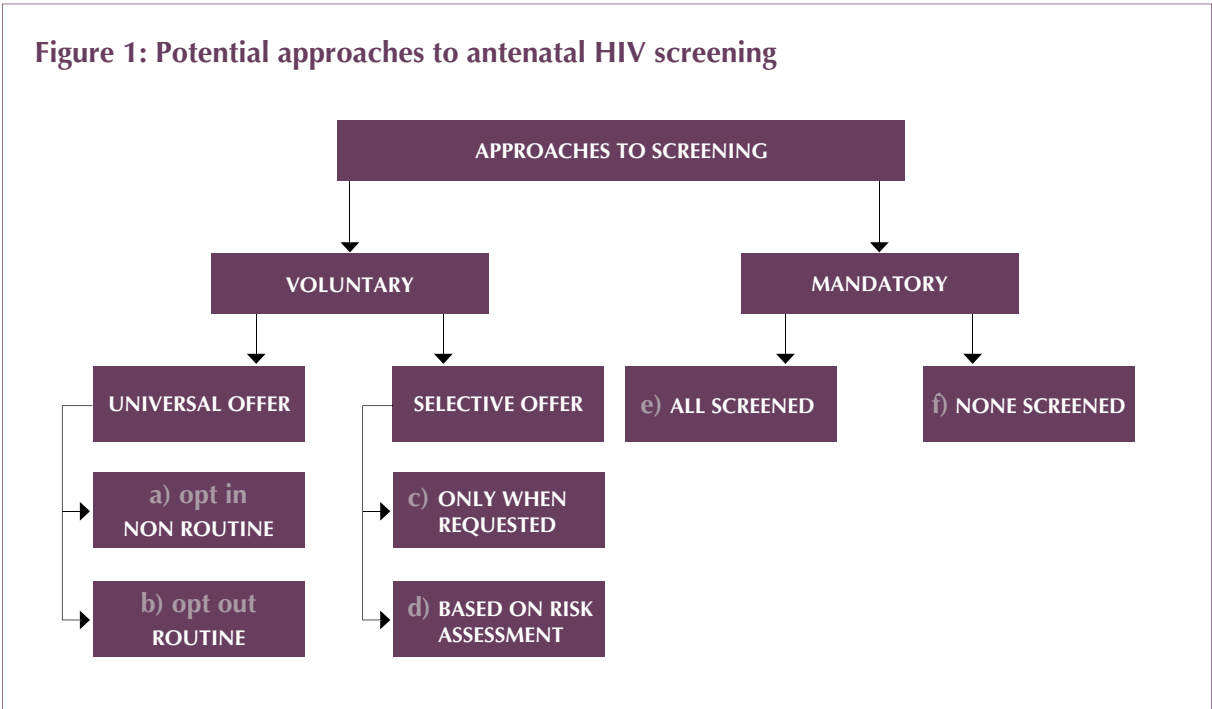 Figure 1: Potential approaches to antenatal HIV screening
APPROACHES TO SCREENING
VOLUNTARY
MANDATORY
UNIVERSAL OFFER
SELECTIVE OFFER
e) ALL SCREENED
f) NONE SCREENED
a) opt in
NON ROUTINE
c) ONLY WHEN
REQUESTED
b) opt out
ROUTINE
d) BASED ON RISK
ASSESSMENT